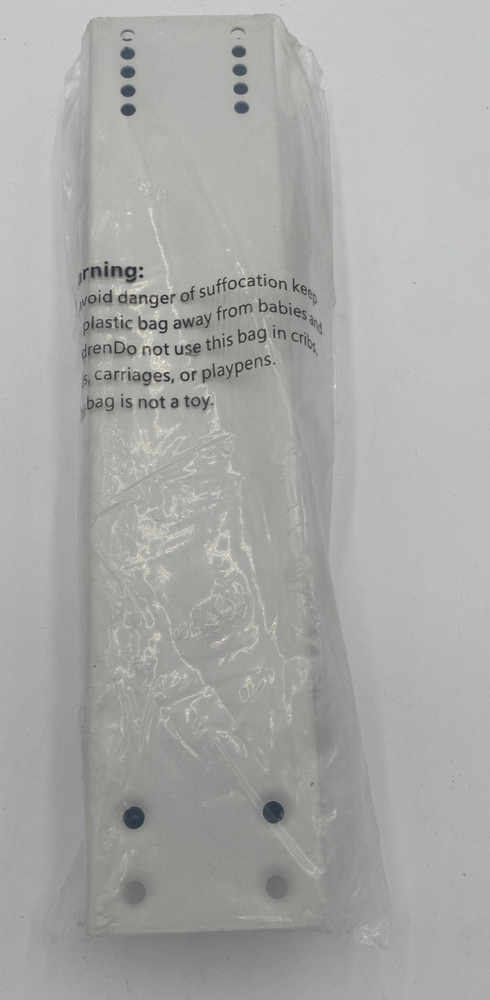 arning:
void danger of suffocation keep
plastic bag away from babies and
drenDo not use this bag in cribs,
s, carriages, or playpens.
bag is not a toy.